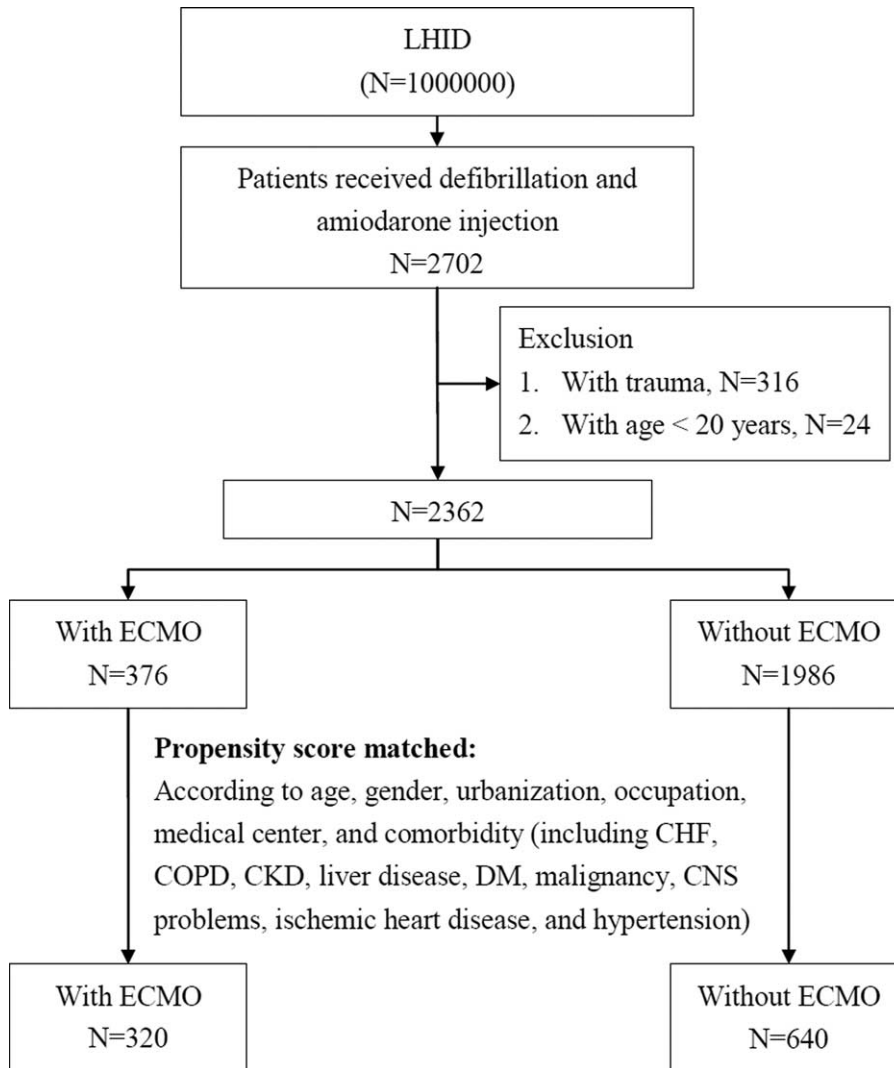 LHID
(N=1000000)
Patients received defibrillation and
amiodarone injection
N=2702
Exclusion
1. With trauma, N=316
2. With age < 20 years, N=24
N=2362
With ECMO
N=376
Without ECMO
N=1986
Propensity score matched:
According to age, gender, urbanization, occupation,
medical center, and comorbidity (including CHF,
COPD, CKD, liver disease, DM, malignancy, CNS
problems, ischemic heart disease, and hypertension)
With ECMO
N=320
Without ECMO
N=640